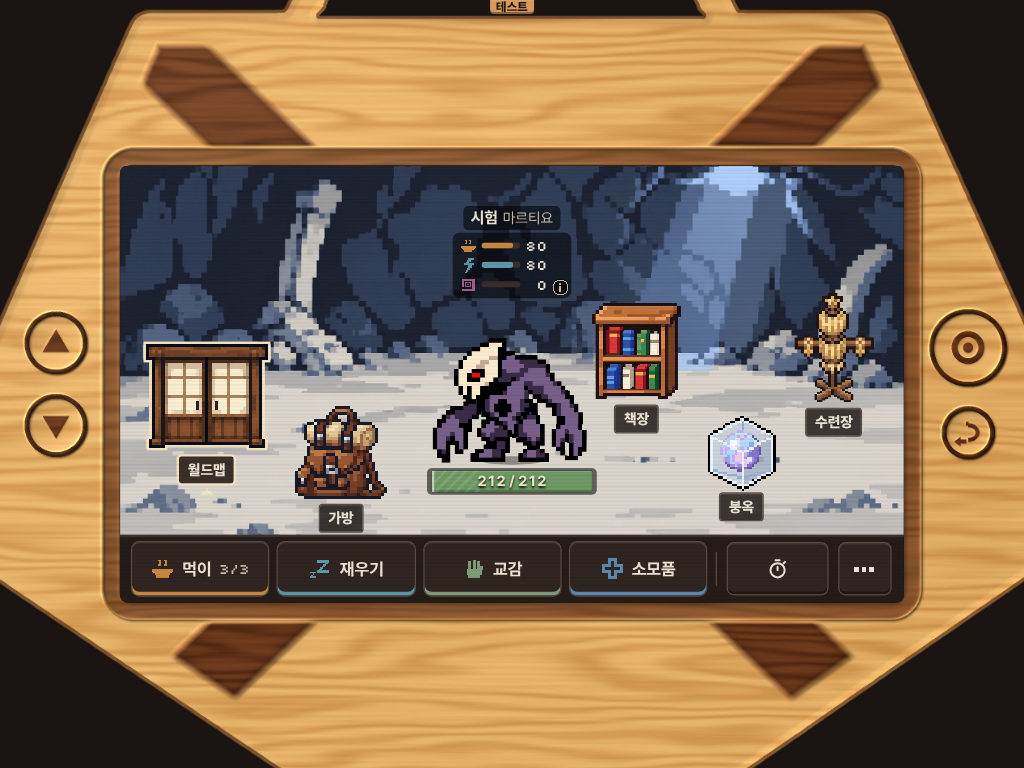 테스트
시험 마르티요
80
80
0
책장
수련장
월드맵
212/212
붕옥
가방
먹이 3/3
재우기
교감
소모품